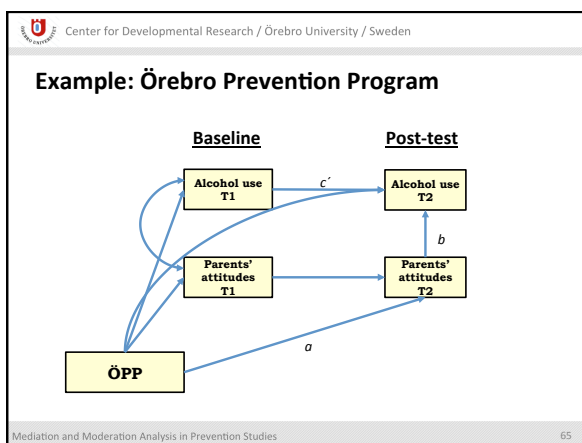 Center for Developmental Research / Örebro University / Sweden
Example: Örebro Prevention Program
Baseline
Post-test
Alcohol use
T1
c´
Alcohol use
T2
b
Parents'
attitudes
T1
Parents'
attitudes
T2
a
ÖPP
Mediation and Moderation Analysis in Prevention Studies
65